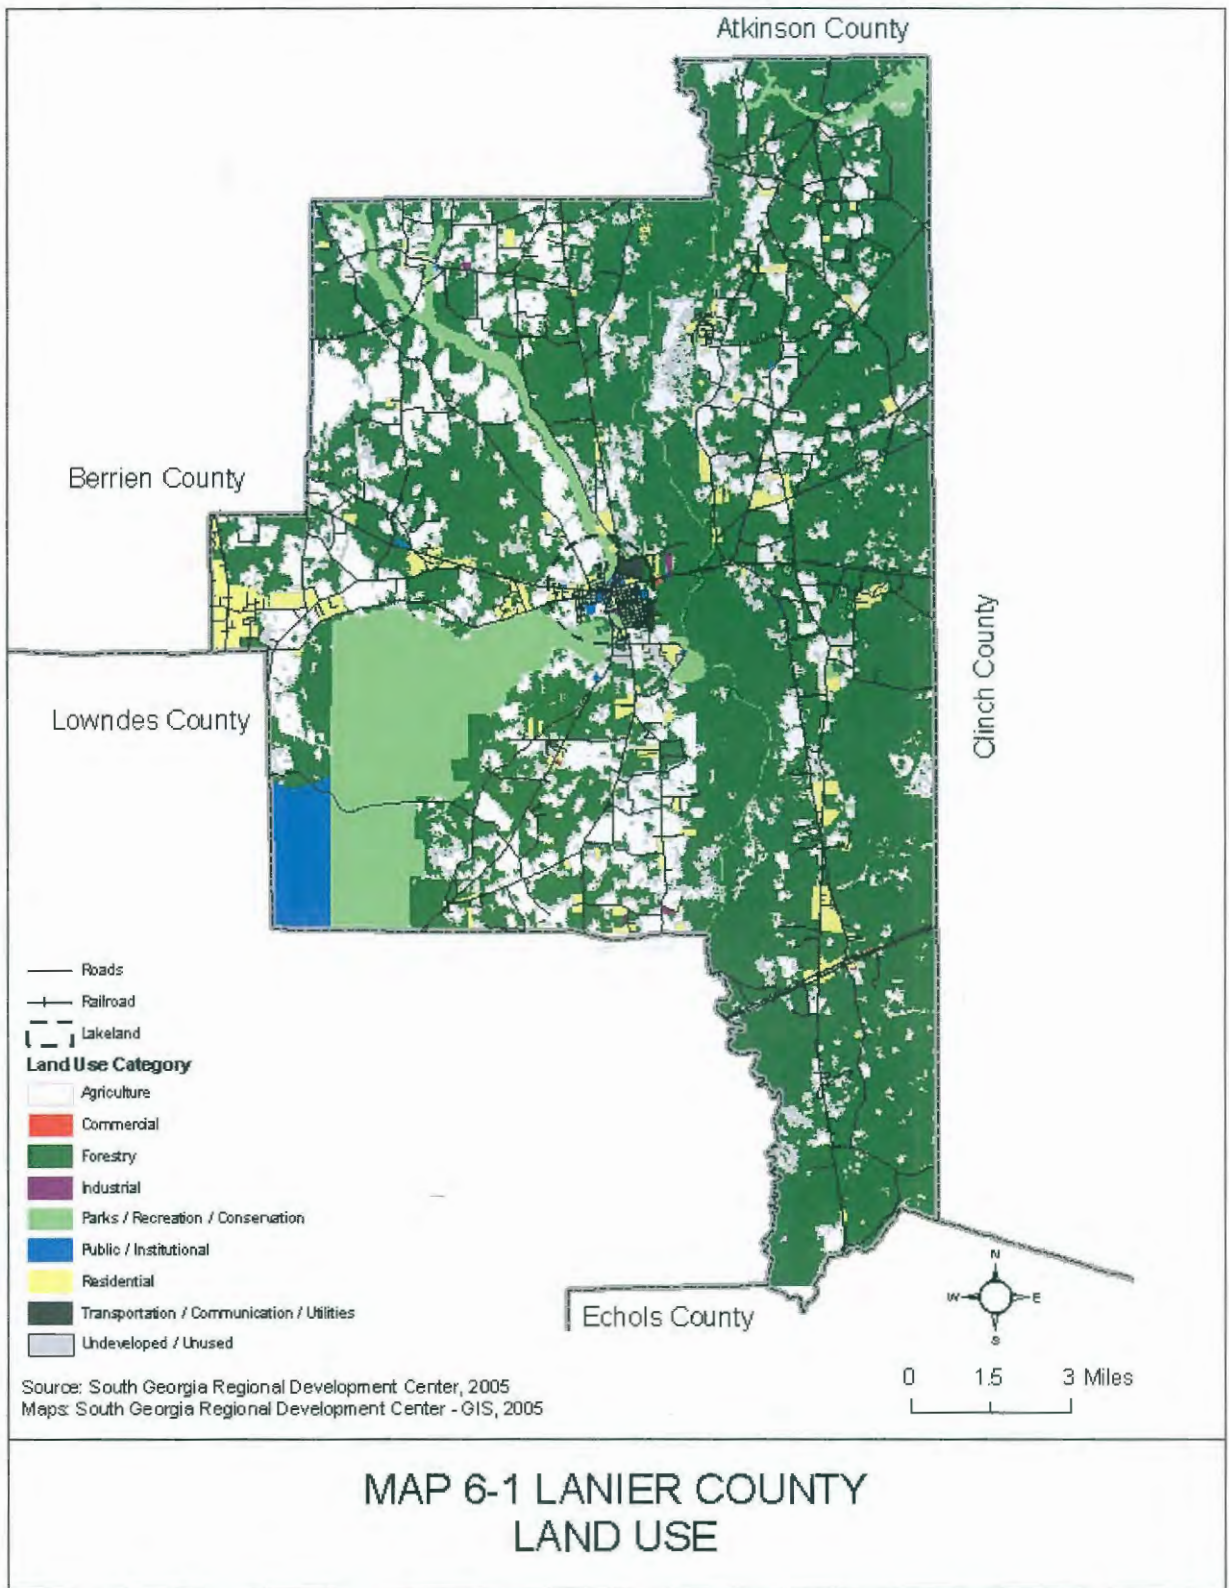 Atkinson County
Berrien County
Lowndes County
Clinch County
Roads
Railroad
Lakeland
Land Use Category
Agriculture
Commercial
Forestry
Industrial
Parks / Recreation / Conservation
Public / Institutional
Residential
Transportation / Communication / Utilities
Undeveloped / Unused
Echols County
N
W E
S
0 1.5 3 Miles
Source: South Georgia Regional Development Center, 2005
Maps: South Georgia Regional Development Center - GIS, 2005
MAP 6-1 LANIER COUNTY
LAND USE